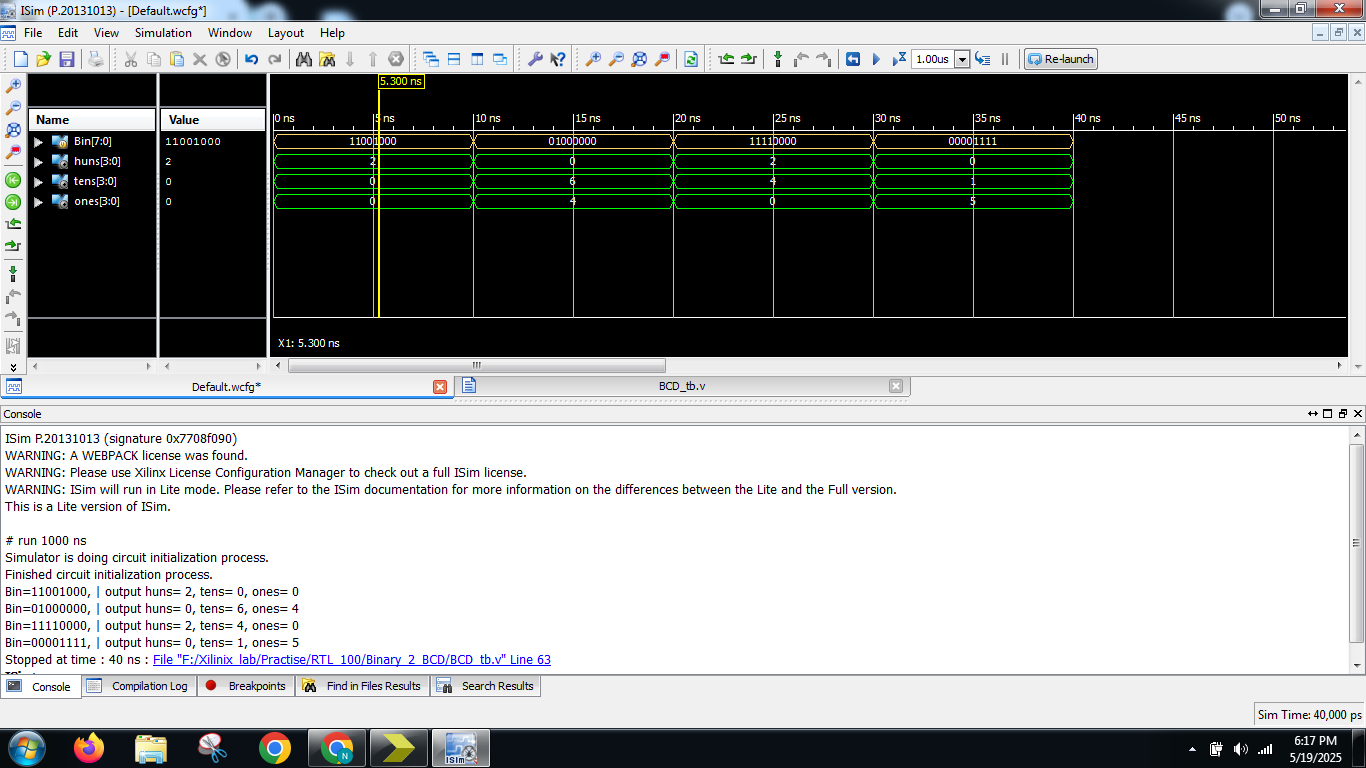 ISim (P.20131013) - [Default.wcfg*]
File Edit View Simulation Window Layout Help
1.00us Re-launch
5.300 ns
Name Value
0 ns 5 ns 10 ns 15 ns 20 ns 25 ns 30 ns 35 ns 40 ns 45 ns 50 ns
Bin[7:0] 11001000 11001000 01000000 11110000 00001111
huns[3:0] 2 2 0 2 0
tens[3:0] 0 0 6 4 1
ones[3:0] 0 0 4 0 5
X1: 5.300 ns
Default.wcfg* BCD_tb.v
Console
ISim P.20131013 (signature 0x7708f090)
WARNING: A WEBPACK license was found.
WARNING: Please use Xilinx License Configuration Manager to check out a full ISim license.
WARNING: ISim will run in Lite mode. Please refer to the ISim documentation for more information on the differences between the Lite and the Full version.
This is a Lite version of ISim.
# run 1000 ns
Simulator is doing circuit initialization process.
Finished circuit initialization process.
Bin=11001000, | output huns= 2, tens= 0, ones= 0
Bin=01000000, | output huns= 0, tens= 6, ones= 4
Bin=11110000, | output huns= 2, tens= 4, ones= 0
Bin=00001111, | output huns= 0, tens= 1, ones= 5
Stopped at time : 40 ns : File "F:/Xilinix_lab/Practise/RTL_100/Binary_2_BCD/BCD_tb.v" Line 63
Console Compilation Log Breakpoints Find in Files Results Search Results
Sim Time: 40,000 ps
N ISim
6:17 PM
5/19/2025